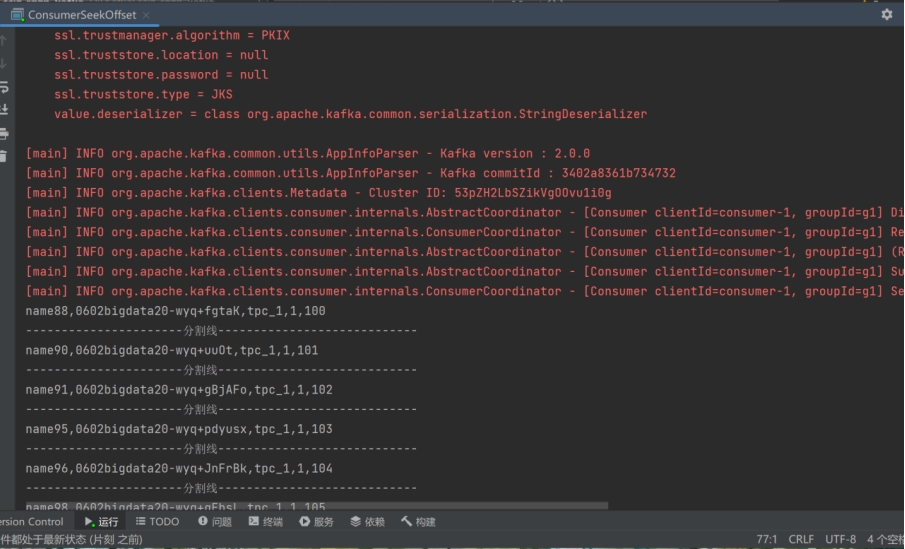 ConsumerSeekOffset
ssl.trustmanager.algorithm = PKIX
ssl.truststore.location = null
ssl.truststore.password = null
ssl.truststore.type = JKS
value.deserializer = class org.apache.kafka.common.serialization.StringDeserializer
[main] INFO org.apache.kafka.common.utils.AppInfoParser - Kafka version : 2.0.0
[main] INFO org.apache.kafka.common.utils.AppInfoParser - Kafka commitId : 3402a8361b734732
[main] INFO org.apache.kafka.clients.Metadata - Cluster ID: 53pZH2LbSZikVgOOvu1i0g
[main] INFO org.apache.kafka.clients.consumer.internals.AbstractCoordinator - [Consumer clientId=consumer-1, groupId=g1] Di
[main] INFO org.apache.kafka.clients.consumer.internals.ConsumerCoordinator - [Consumer clientId=consumer-1, groupId=g1] Re
[main] INFO org.apache.kafka.clients.consumer.internals.AbstractCoordinator - [Consumer clientId=consumer-1, groupId=g1] (R
[main] INFO org.apache.kafka.clients.consumer.internals.AbstractCoordinator - [Consumer clientId=consumer-1, groupId=g1] Su
[main] INFO org.apache.kafka.clients.consumer.internals.ConsumerCoordinator - [Consumer clientId=consumer-1, groupId=g1] Se
name88,0602bigdata20-wyq+fgtaK,tpc_1,1,100
---------------------分割线---------------------------
name90,0602bigdata20-wyq+uuOt,tpc_1,1,101
---------------------分割线---------------------------
name91,0602bigdata20-wyq+gBjAFo,tpc_1,1,102
---------------------分割线---------------------------
name95,0602bigdata20-wyq+pdyusx,tpc_1,1,103
---------------------分割线---------------------------
name96,0602bigdata20-wyq+JnFrBk,tpc_1,1,104
---------------------分割线---------------------------
ersion Control 运行 TODO 问题 终端 服务 依赖 构建
件都处于最新状态 (片刻 之前) 77:1 CRLF UTF-8 4 个空格